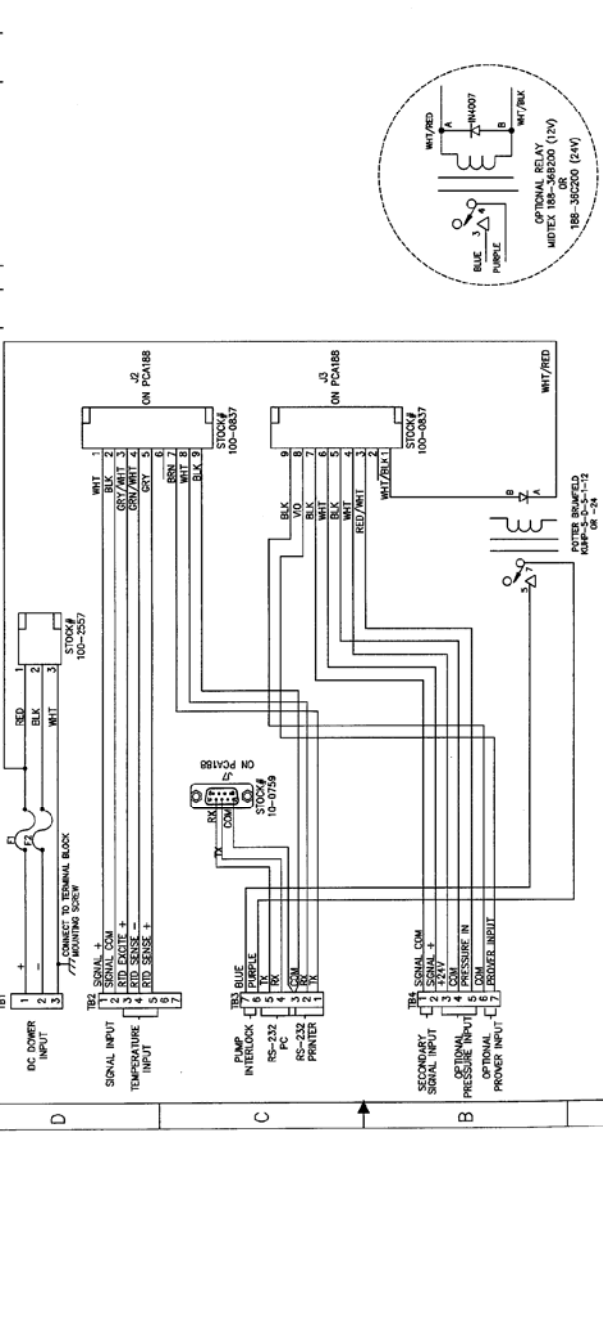 WHT/RED
A
IN4007
B
WHT/BLK
4
3
BLUE
PURPLE
OPTIONAL RELAY
MIDTEX 188-36B200 (12V)
OR
188-36C200 (24V)
J2
ON PCA188
STOCK#
100-0837
WHT 1
BLK 2
GRY/WHT 3
GRN/WHT 4
GRY 5
6
BRN 7
WHT 8
BLK 9
J3
ON PCA188
STOCK#
100-0837
BLK 9
VIO 8
BLK 7
WHT 6
BLK 5
WHT 4
RED/WHT 3
2
WHT/BLK 1
WHT/RED
B
A
7
5
POTTER BRUMFIELD
KUHP-5-D-5-1-12
OR -24
STOCK#
100-2557
RED 1
BLK 2
WHT 3
F1
F2
CONNECT TO TERMINAL BLOCK
MOUNTING SCREW
TB1
+
-
1
2
3
DC DOWER
INPUT
J7
ON PCA188
STOCK#
10-0759
RX
TX
COM
TB2
1 SIGNAL +
2 SIGNAL COM
3 RTD EXCITE +
4 RTD SENSE -
5 RTD SENSE +
6
7
SIGNAL INPUT
TEMPERATURE
INPUT
TB3
7 BLUE
6 PURPLE
5 TX
4 RX
3 COM
2 RX
1 TX
PUMP
INTERLOCK
RS-232
PC
RS-232
PRINTER
TB4
1 SIGNAL COM
2 SIGNAL +
3 +24V
4 COM
5 PRESSURE IN
6 COM
7 PROVER INPUT
SECONDARY
SIGNAL INPUT
OPTIONAL
PRESSURE INPUT
OPTIONAL
PROVER INPUT
D
C
B